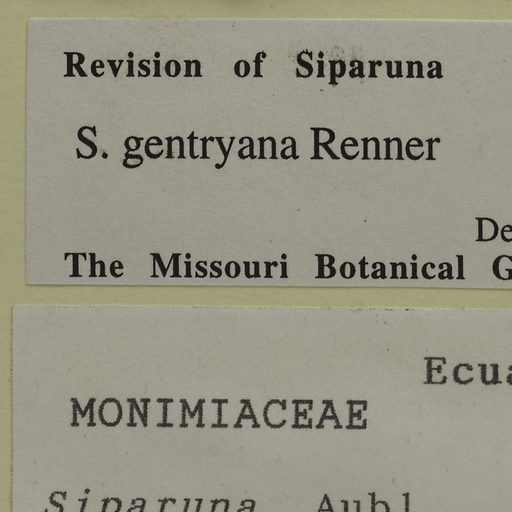 Revision of Siparuna
S. gentryana Renner
De
The Missouri Botanical G
Ecua
MONIMIACEAE
Siparuna Aubl